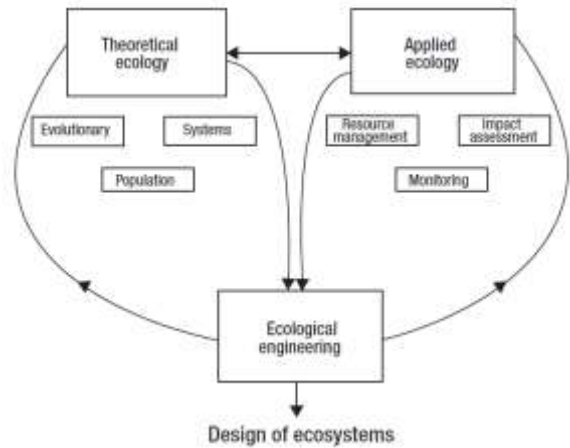 Theoretical
ecology
Applied
ecology
Evolutionary
Systems
Population
Resource
management
Impact
assessment
Monitoring
Ecological
engineering
Design of ecosystems